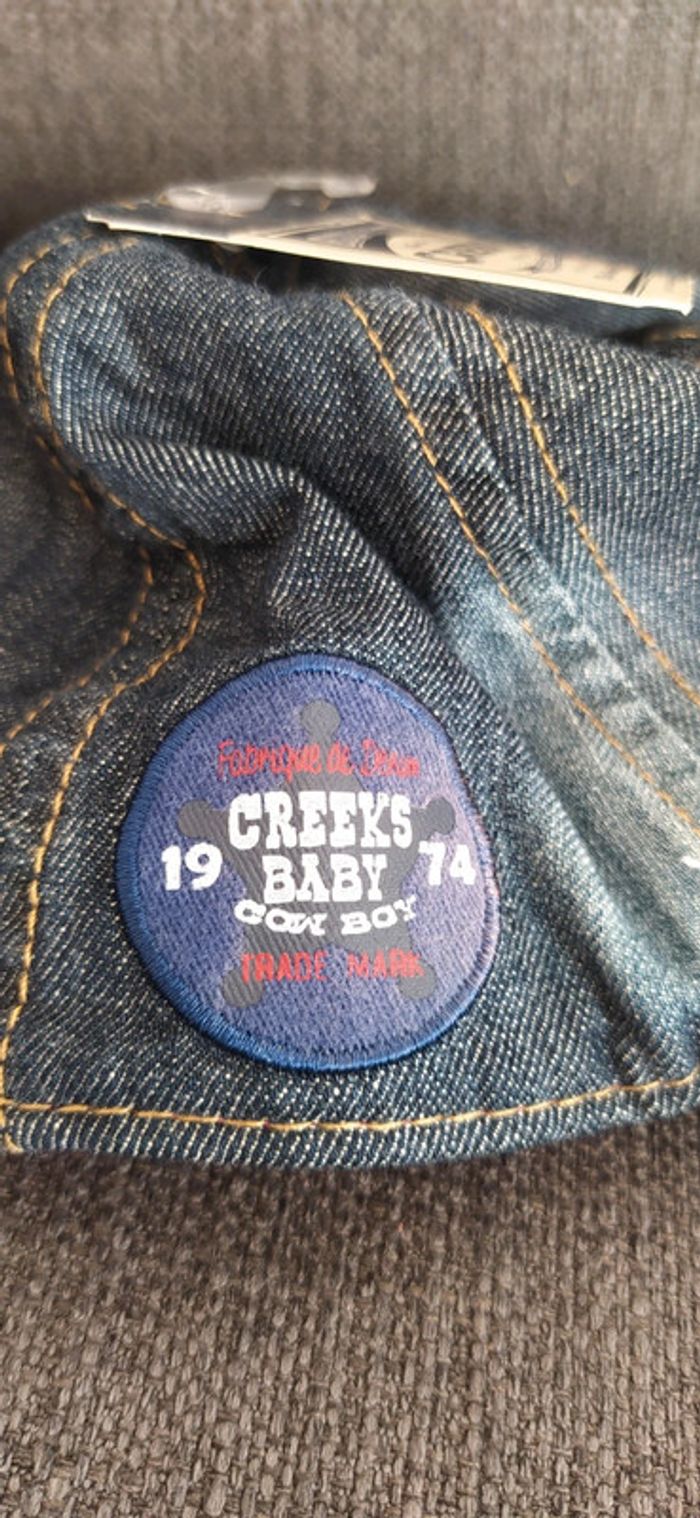 Fabrique de Denim
CREEKS
19 BABY 74
COW BOY
TRADE MARK